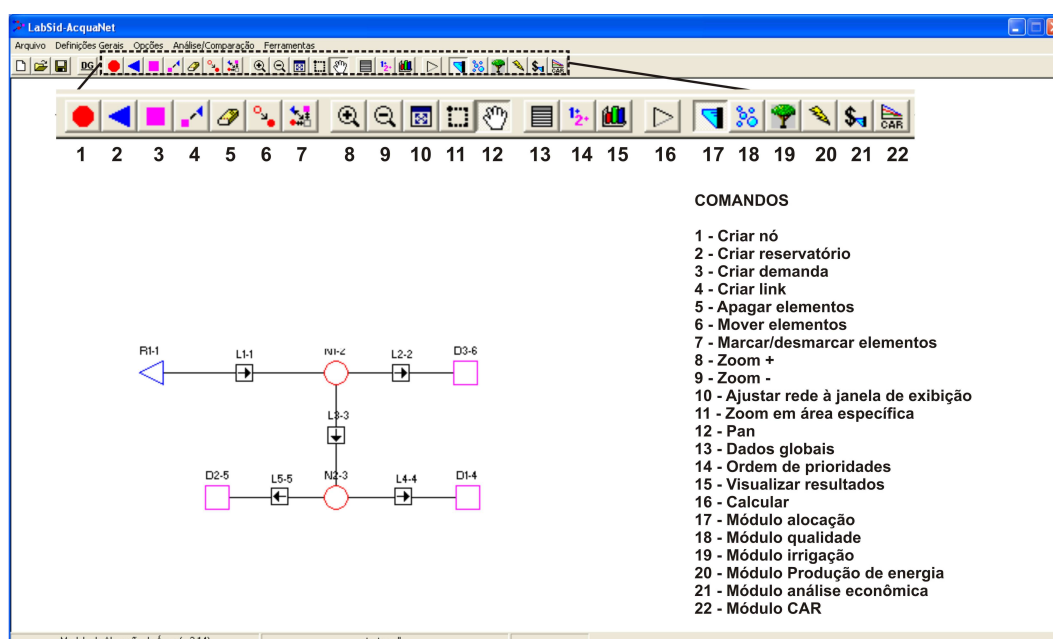 LabSid-AcquaNet
Arquivo Definições Gerais Opções Análise/Comparação Ferramentas
DG
CAR
1 2 3 4 5 6 7 8 9 10 11 12 13 14 15 16 17 18 19 20 21 22
COMANDOS
1 - Criar nó
2 - Criar reservatório
3 - Criar demanda
4 - Criar link
5 - Apagar elementos
6 - Mover elementos
7 - Marcar/desmarcar elementos
8 - Zoom +
9 - Zoom -
10 - Ajustar rede à janela de exibição
11 - Zoom em área específica
12 - Pan
13 - Dados globais
14 - Ordem de prioridades
15 - Visualizar resultados
16 - Calcular
17 - Módulo alocação
18 - Módulo qualidade
19 - Módulo irrigação
20 - Módulo Produção de energia
21 - Módulo análise econômica
22 - Módulo CAR
R1-1 L1-1 N1-2 L2-2 D3-6
L3-3
D2-5 L5-5 N2-3 L4-4 D1-4